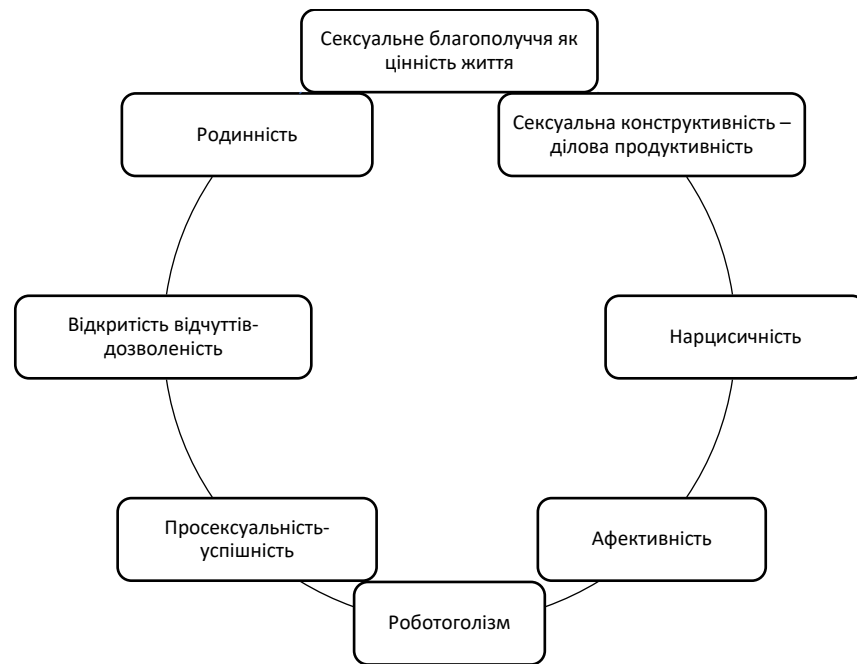 Сексуальне благополуччя як
цінність життя
Родинність
Сексуальна конструктивність –
ділова продуктивність
Відкритість відчуттів-
дозволеність
Нарцисичність
Просексуальність-
успішність
Афективність
Роботоголізм